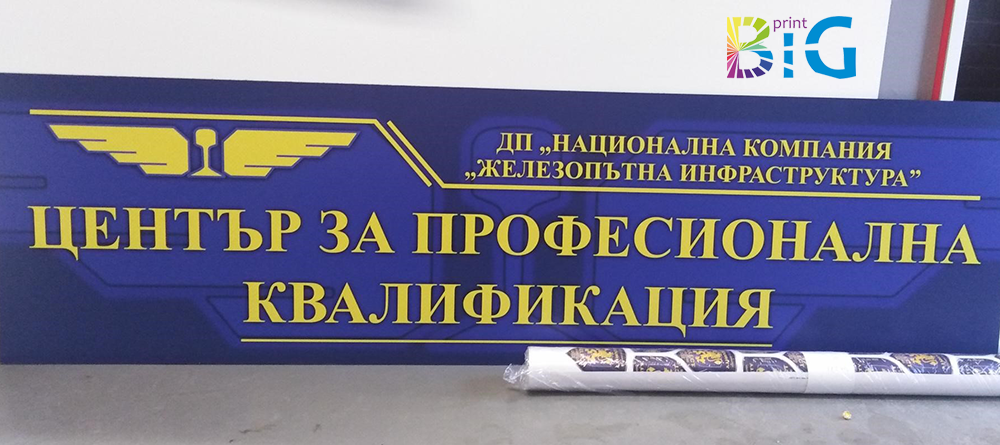 print
BiG
ДП „НАЦИОНАЛНА КОМПАНИЯ
„ЖЕЛЕЗОПЪТНА ИНФРАСТРУКТУРА”
ЦЕНТЪР ЗА ПРОФЕСИОНАЛНА
КВАЛИФИКАЦИЯ